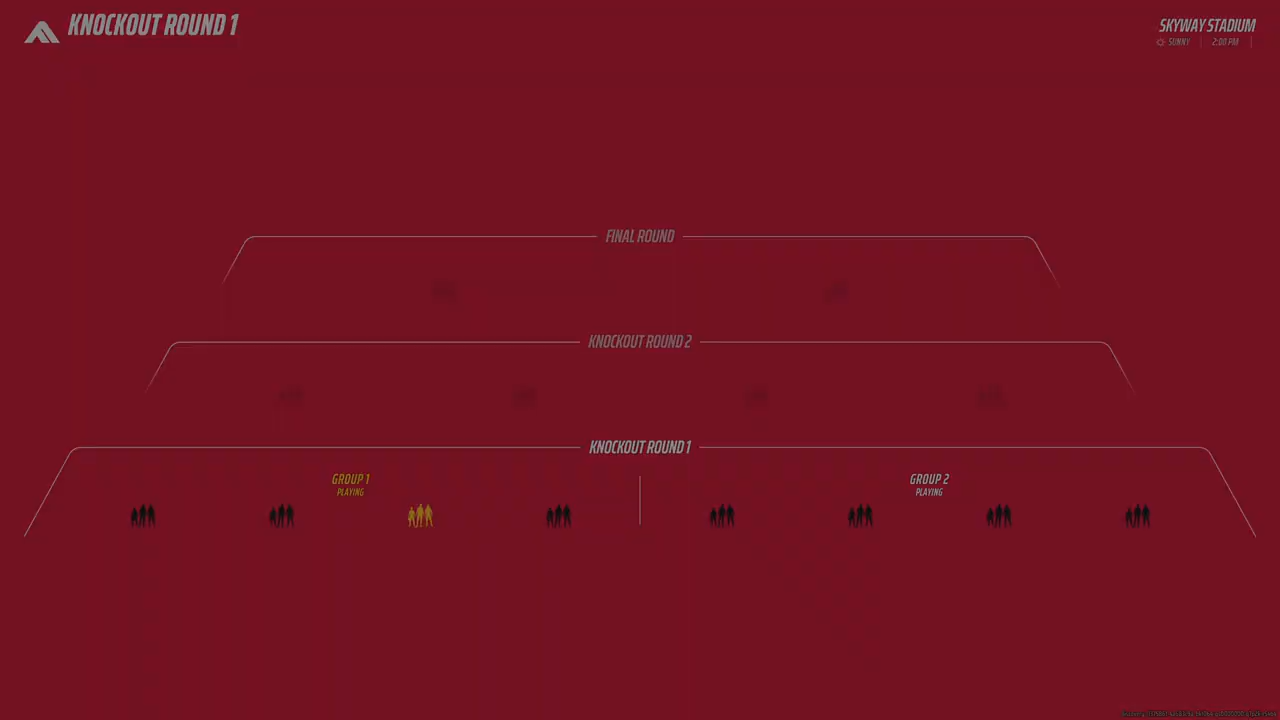 KNOCKOUT ROUND 1
SKYWAY STADIUM
SUNNY
2:00 PM
FINAL ROUND
KNOCKOUT ROUND 2
KNOCKOUT ROUND 1
GROUP 1
PLAYING
GROUP 2
PLAYING